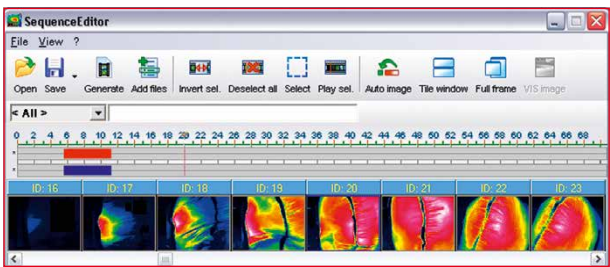 SequenceEditor
File View ?
Open Save Generate Add files Invert sel. Deselect all Select Play sel. Auto image Tile window Full frame VIS image
< All >
0 2 4 6 8 10 12 14 16 18 20 22 24 26 28 30 32 34 36 38 40 42 44 46 48 50 52 54 56 58 60 62 64 66 68
ID: 16 ID: 17 ID: 18 ID: 19 ID: 20 ID: 21 ID: 22 ID: 23